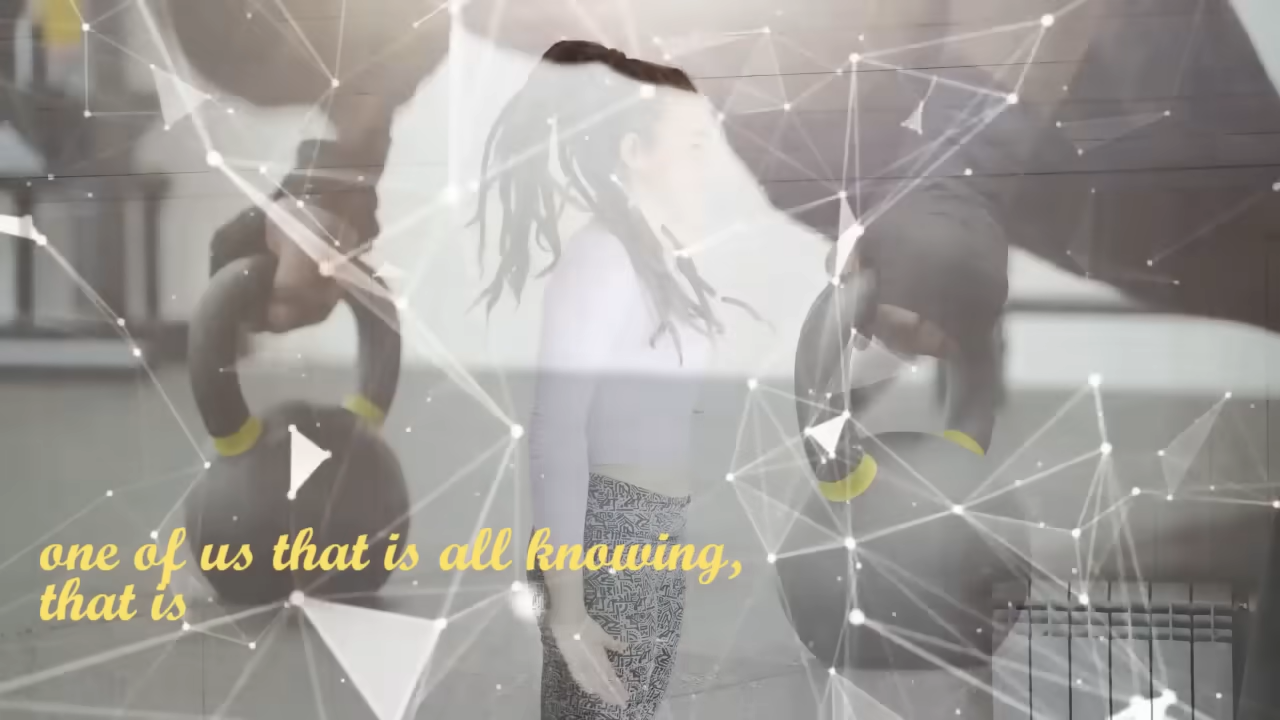 one of us that is all knowing,
that is